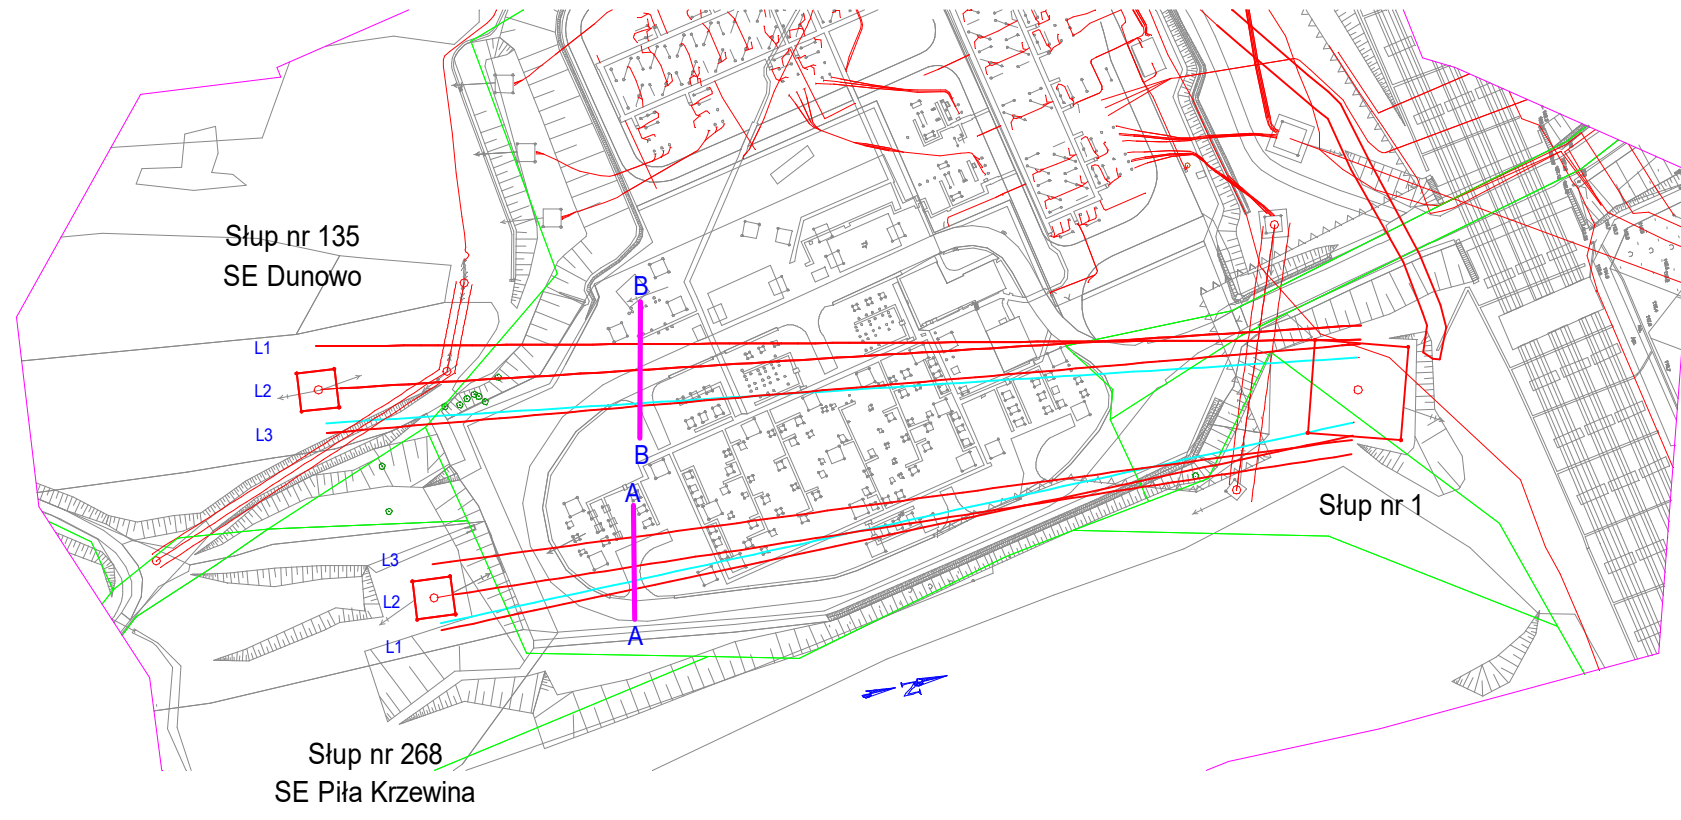 Słup nr 135
SE Dunowo
B
L1
L2
L3
B
A
Słup nr 1
L3
L2
L1
A
N
Słup nr 268
SE Piła Krzewina